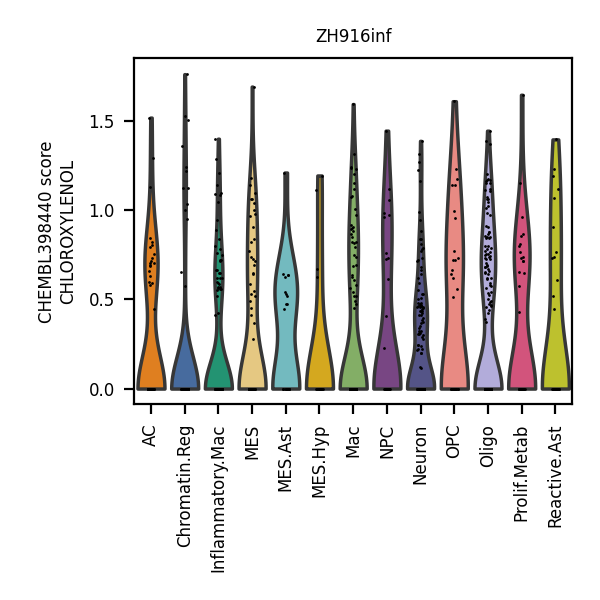 ZH916inf
CHEMBL398440 score
CHLOROXYLENOL
1.5
1.0
0.5
0.0
AC
Chromatin.Reg
Inflammatory.Mac
MES
MES.Ast
MES.Hyp
Mac
NPC
Neuron
OPC
Oligo
Prolif.Metab
Reactive.Ast